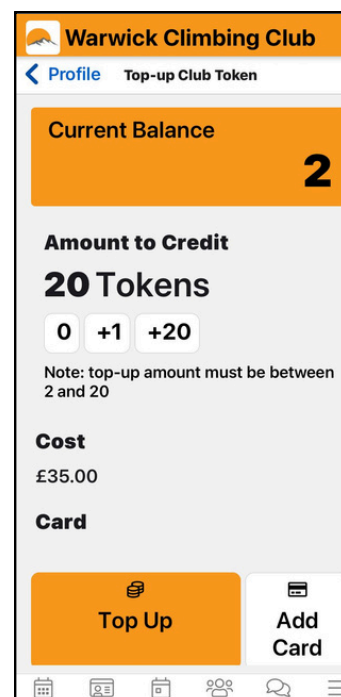 Warwick Climbing Club
Profile Top-up Club Token
Current Balance
2
Amount to Credit
20 Tokens
0 +1 +20
Note: top-up amount must be between
2 and 20
Cost
£35.00
Card
Top Up
Add
Card